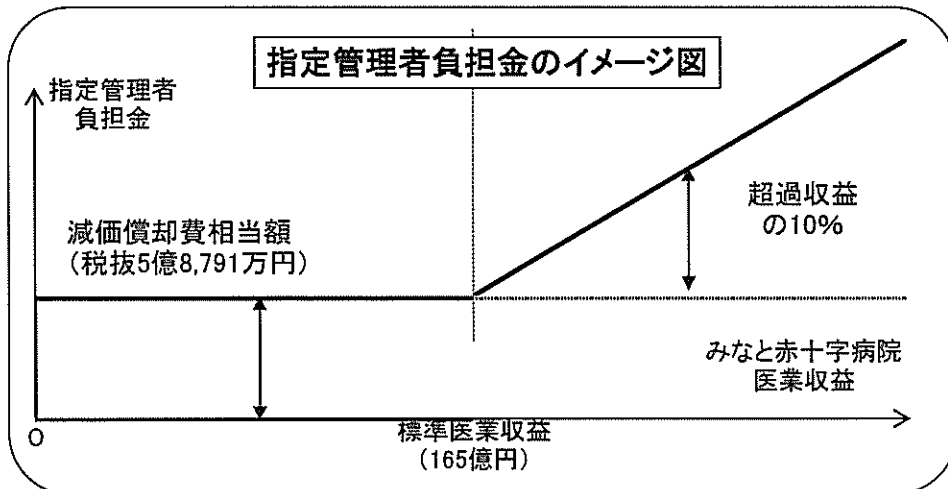 指定管理者負担金のイメージ図
指定管理者
負担金
減価償却費相当額
（税抜5億8,791万円）
超過収益
の10%
みなと赤十字病院
医業収益
0
標準医業収益
（165億円）